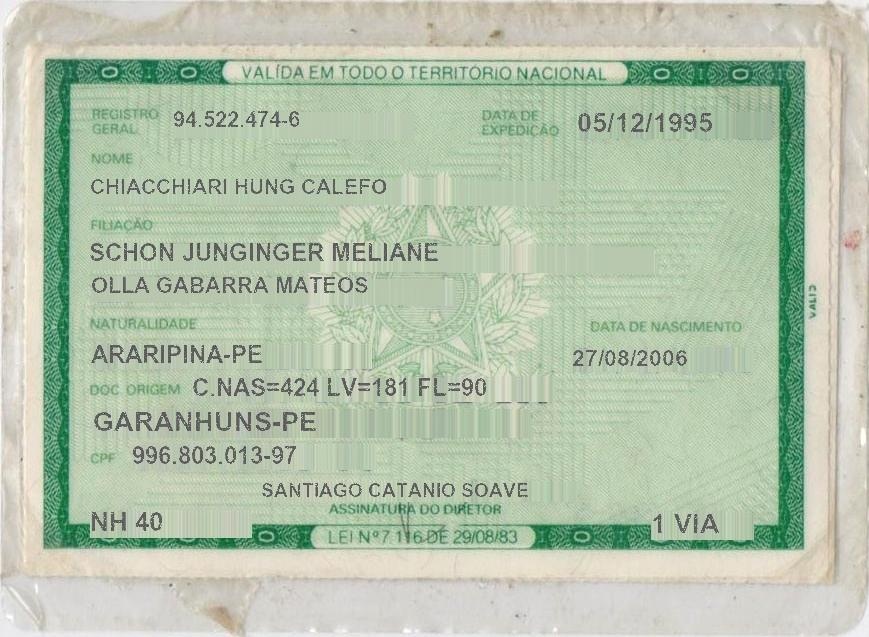 VALÍDA EM TODO O TERRITÓRIO NACIONAL
REGISTRO GERAL 94.522.474-6 DATA DE EXPEDIÇÃO 05/12/1995
NOME
CHIACCHIARI HUNG CALEFO
FILIAÇÃO
SCHON JUNGINGER MELIANE
OLLA GABARRA MATEOS
NATURALIDADE DATA DE NASCIMENTO
ARARIPINA-PE 27/08/2006
DOC ORIGEM C.NAS=424 LV=181 FL=90
GARANHUNS-PE
CPF 996.803.013-97
SANTIAGO CATANIO SOAVE
ASSINATURA DO DIRETOR
NH 40 1 VIA
LEI Nº 7.116 DE 29/08/83
VALID